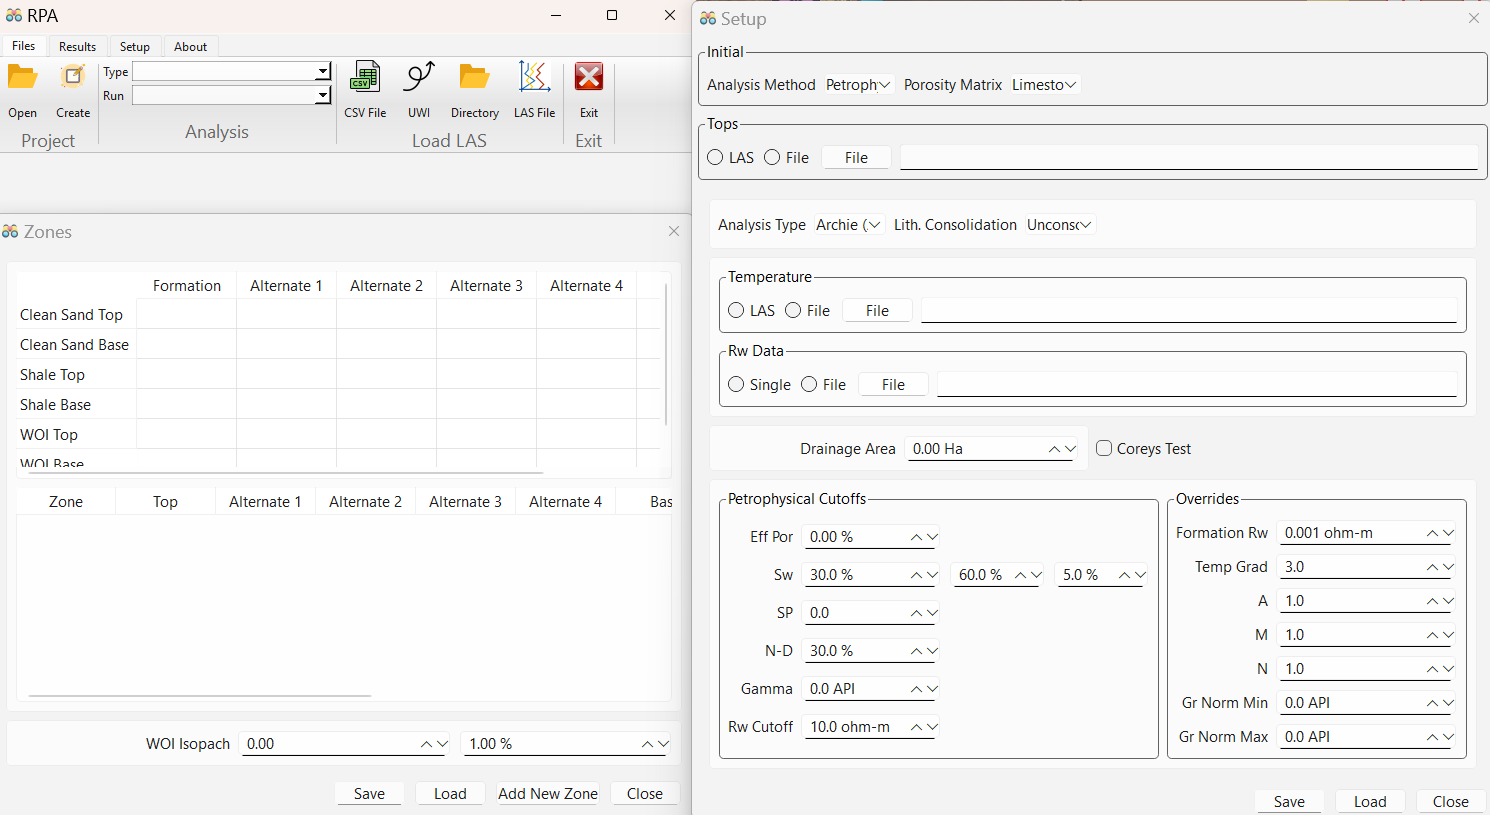 RPA
Files Results Setup About
Type
Run
Open Create CSV File UWI Directory LAS File Exit
Project Analysis Load LAS Exit
Zones
Formation Alternate 1 Alternate 2 Alternate 3 Alternate 4
Clean Sand Top
Clean Sand Base
Shale Top
Shale Base
WOI Top
WOI Base
Zone Top Alternate 1 Alternate 2 Alternate 3 Alternate 4 Bas
WOI Isopach 0.00 1.00 %
Save Load Add New Zone Close
Setup
Initial
Analysis Method Petroph Porosity Matrix Limesto
Tops
LAS File File
Analysis Type Archie ( Lith. Consolidation Uncons
Temperature
LAS File File
Rw Data
Single File File
Drainage Area 0.00 Ha Coreys Test
Petrophysical Cutoffs
Eff Por 0.00 %
Sw 30.0 % 60.0 % 5.0 %
SP 0.0
N-D 30.0 %
Gamma 0.0 API
Rw Cutoff 10.0 ohm-m
Overrides
Formation Rw 0.001 ohm-m
Temp Grad 3.0
A 1.0
M 1.0
N 1.0
Gr Norm Min 0.0 API
Gr Norm Max 0.0 API
Save Load Close